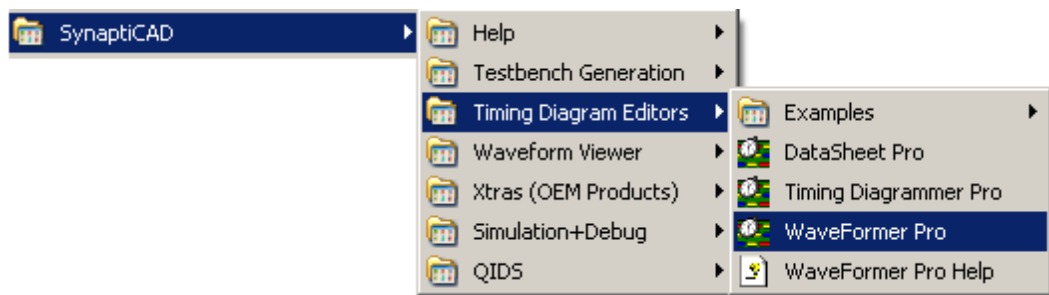 SynaptiCAD
Help
Testbench Generation
Timing Diagram Editors
Waveform Viewer
Xtras (OEM Products)
Simulation+Debug
QIDS
Examples
DataSheet Pro
Timing Diagrammer Pro
WaveFormer Pro
WaveFormer Pro Help